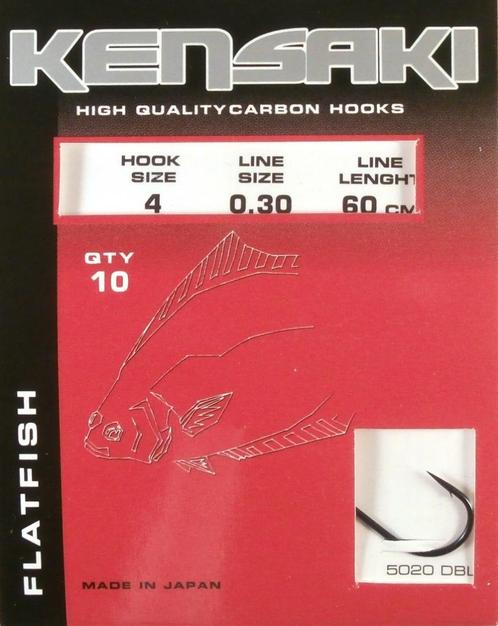 KENSAKI
HIGH QUALITY CARBON HOOKS
HOOK SIZE LINE SIZE LINE LENGHT
4 0.30 60 CM
QTY
10
FLATFISH
5020 DBL
MADE IN JAPAN